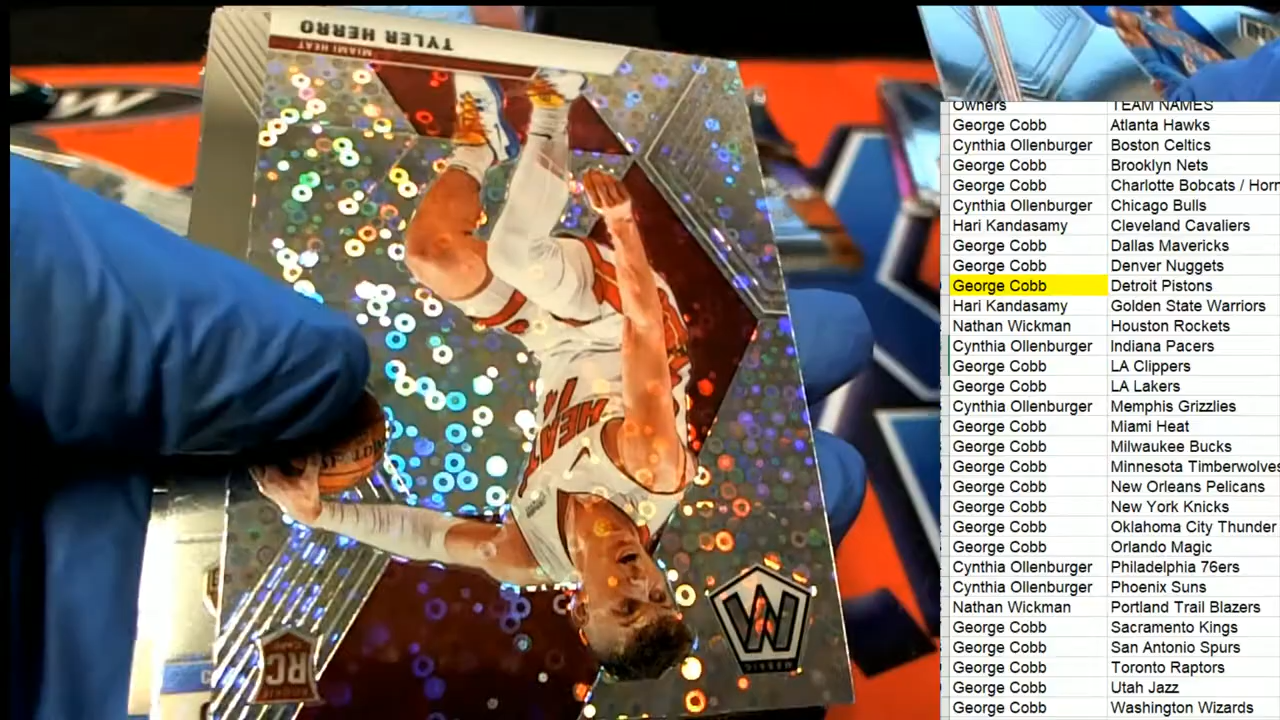 TYLER HERRO
MIAMI HEAT
HEAT
14
MOSAIC
RC
ROOKIE
CARD
Owners TEAM NAMES
George Cobb Atlanta Hawks
Cynthia Ollenburger Boston Celtics
George Cobb Brooklyn Nets
George Cobb Charlotte Bobcats / Horn
Cynthia Ollenburger Chicago Bulls
Hari Kandasamy Cleveland Cavaliers
George Cobb Dallas Mavericks
George Cobb Denver Nuggets
George Cobb Detroit Pistons
Hari Kandasamy Golden State Warriors
Nathan Wickman Houston Rockets
Cynthia Ollenburger Indiana Pacers
George Cobb LA Clippers
George Cobb LA Lakers
Cynthia Ollenburger Memphis Grizzlies
George Cobb Miami Heat
George Cobb Milwaukee Bucks
George Cobb Minnesota Timberwolves
George Cobb New Orleans Pelicans
George Cobb New York Knicks
George Cobb Oklahoma City Thunder
George Cobb Orlando Magic
Cynthia Ollenburger Philadelphia 76ers
Cynthia Ollenburger Phoenix Suns
Nathan Wickman Portland Trail Blazers
George Cobb Sacramento Kings
George Cobb San Antonio Spurs
George Cobb Toronto Raptors
George Cobb Utah Jazz
George Cobb Washington Wizards